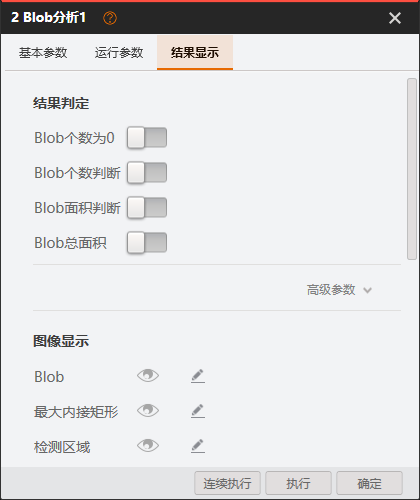 2 Blob分析1
基本参数 运行参数 结果显示
结果判定
Blob个数为0
Blob个数判断
Blob面积判断
Blob总面积
高级参数
图像显示
Blob
最大内接矩形
检测区域
连续执行 执行 确定